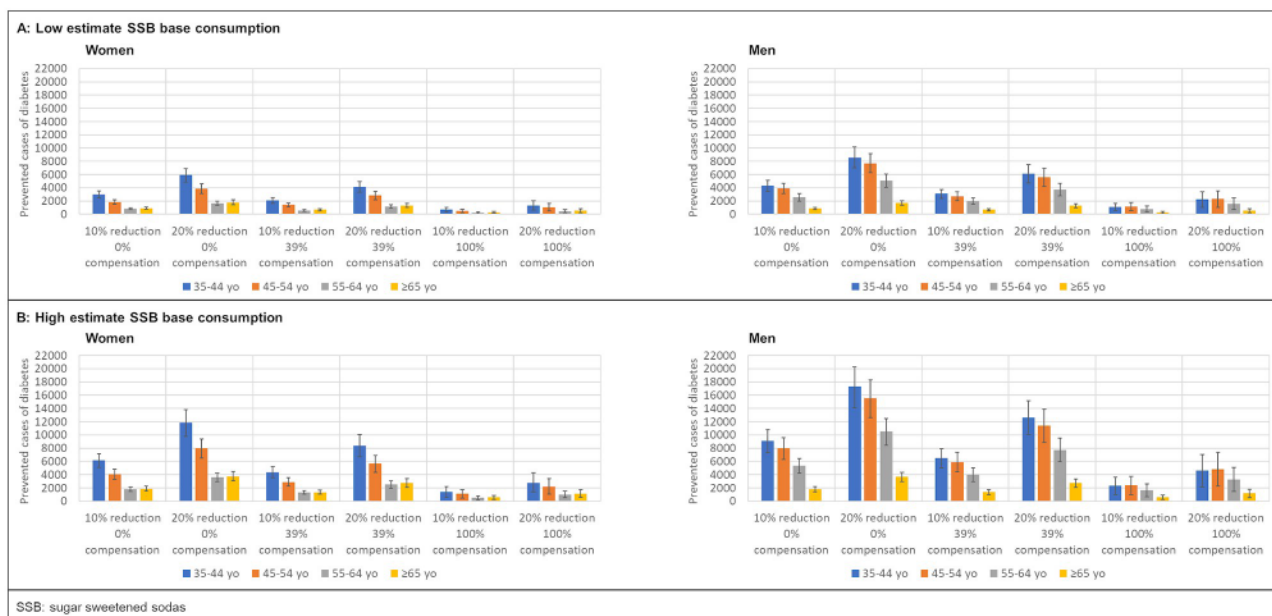 A: Low estimate SSB base consumption
Women
Prevented cases of diabetes
22000
20000
18000
16000
14000
12000
10000
8000
6000
4000
2000
0
10% reduction 20% reduction 10% reduction 20% reduction 10% reduction 20% reduction
0% 0% 39% 39% 100% 100%
compensation compensation compensation compensation compensation compensation
35-44 yo 45-54 yo 55-64 yo ≥65 yo
Men
Prevented cases of diabetes
22000
20000
18000
16000
14000
12000
10000
8000
6000
4000
2000
0
10% reduction 20% reduction 10% reduction 20% reduction 10% reduction 20% reduction
0% 0% 39% 39% 100% 100%
compensation compensation compensation compensation compensation compensation
35-44 yo 45-54 yo 55-64 yo ≥65 yo
B: High estimate SSB base consumption
Women
Prevented cases of diabetes
22000
20000
18000
16000
14000
12000
10000
8000
6000
4000
2000
0
10% reduction 20% reduction 10% reduction 20% reduction 10% reduction 20% reduction
0% 0% 39% 39% 100% 100%
compensation compensation compensation compensation compensation compensation
35-44 yo 45-54 yo 55-64 yo ≥65 yo
Men
Prevented cases of diabetes
22000
20000
18000
16000
14000
12000
10000
8000
6000
4000
2000
0
10% reduction 20% reduction 10% reduction 20% reduction 10% reduction 20% reduction
0% 0% 39% 39% 100% 100%
compensation compensation compensation compensation compensation compensation
35-44 yo 45-54 yo 55-64 yo ≥65 yo
SSB: sugar sweetened sodas